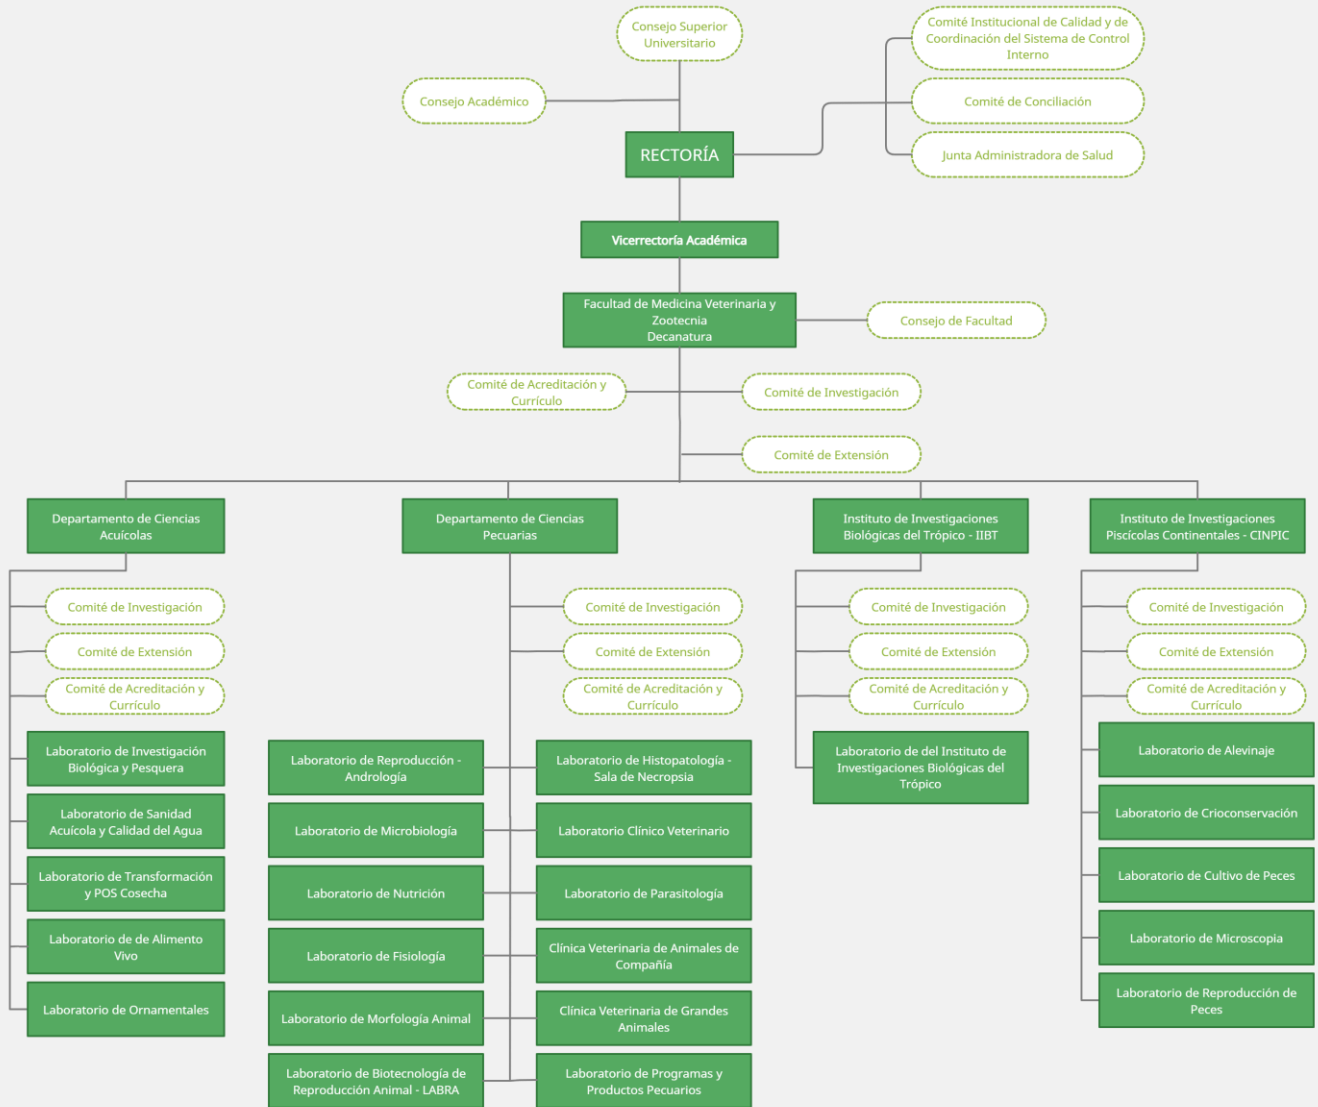 Consejo Superior
Universitario
Comité Institucional de Calidad y de
Coordinación del Sistema de Control
Interno
Consejo Académico
Comité de Conciliación
RECTORÍA
Junta Administradora de Salud
Vicerrectoría Académica
Facultad de Medicina Veterinaria y
Zootecnia
Decanatura
Consejo de Facultad
Comité de Acreditación y
Currículo
Comité de Investigación
Comité de Extensión
Departamento de Ciencias
Acuícolas
Comité de Investigación
Comité de Extensión
Comité de Acreditación y
Currículo
Laboratorio de Investigación
Biológica y Pesquera
Laboratorio de Sanidad
Acuícola y Calidad del Agua
Laboratorio de Transformación
y POS Cosecha
Laboratorio de de Alimento
Vivo
Laboratorio de Ornamentales
Departamento de Ciencias
Pecuarias
Comité de Investigación
Comité de Extensión
Comité de Acreditación y
Currículo
Laboratorio de Reproducción -
Andrología
Laboratorio de Microbiología
Laboratorio de Nutrición
Laboratorio de Fisiología
Laboratorio de Morfología Animal
Laboratorio de Biotecnología de
Reproducción Animal - LABRA
Laboratorio de Histopatología -
Sala de Necropsia
Laboratorio Clínico Veterinario
Laboratorio de Parasitología
Clínica Veterinaria de Animales de
Compañía
Clínica Veterinaria de Grandes
Animales
Laboratorio de Programas y
Productos Pecuarios
Instituto de Investigaciones
Biológicas del Trópico - IIBT
Comité de Investigación
Comité de Extensión
Comité de Acreditación y
Currículo
Laboratorio de del Instituto de
Investigaciones Biológicas del
Trópico
Instituto de Investigaciones
Piscícolas Continentales - CINPIC
Comité de Investigación
Comité de Extensión
Comité de Acreditación y
Currículo
Laboratorio de Alevinaje
Laboratorio de Crioconservación
Laboratorio de Cultivo de Peces
Laboratorio de Microscopia
Laboratorio de Reproducción de
Peces